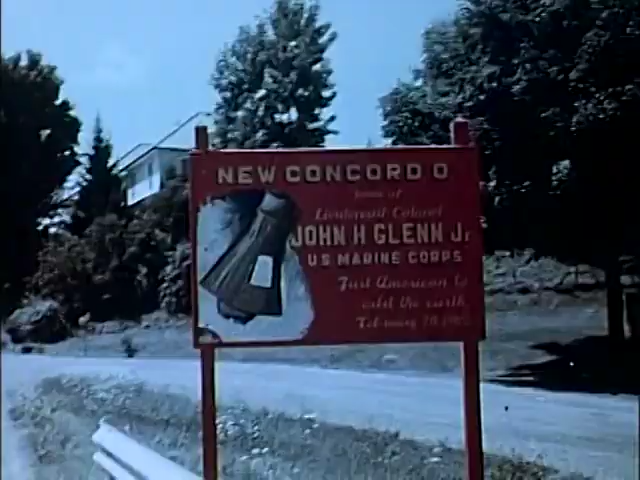 NEW CONCORD O
home of
Lieutenant Colonel
JOHN H GLENN Jr
U S MARINE CORPS
First American to
orbit the earth
February 20, 1962